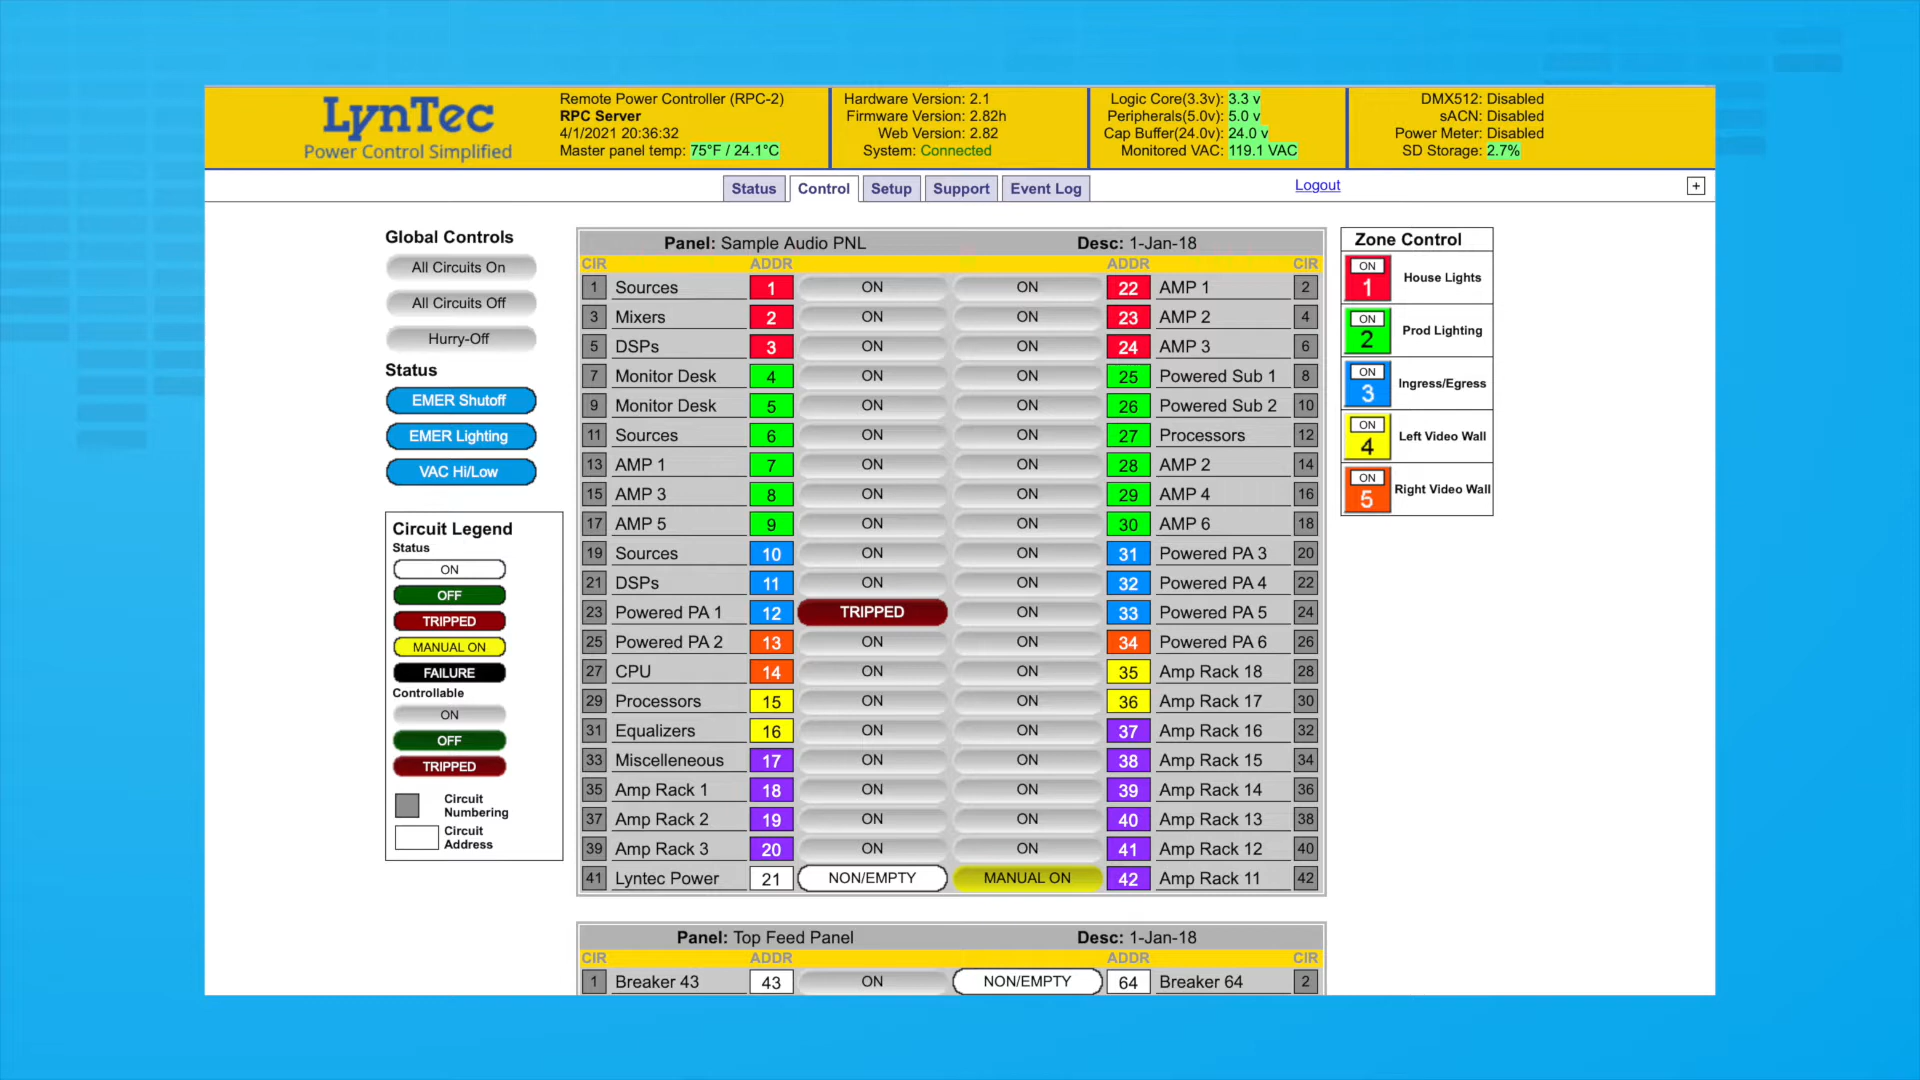 LynTec
Power Control Simplified
Remote Power Controller (RPC-2)
RPC Server
4/1/2021 20:36:32
Master panel temp: 75°F / 24.1°C
Hardware Version: 2.1
Firmware Version: 2.82h
Web Version: 2.82
System: Connected
Logic Core(3.3v): 3.3 v
Peripherals(5.0v): 5.0 v
Cap Buffer(24.0v): 24.0 v
Monitored VAC: 119.1 VAC
DMX512: Disabled
sACN: Disabled
Power Meter: Disabled
SD Storage: 2.7%
Status Control Setup Support Event Log Logout +
Global Controls
All Circuits On
All Circuits Off
Hurry-Off
Status
EMER Shutoff
EMER Lighting
VAC Hi/Low
Circuit Legend
Status
ON
OFF
TRIPPED
MANUAL ON
FAILURE
Controllable
ON
OFF
TRIPPED
Circuit
Numbering
Circuit
Address
Panel: Sample Audio PNL Desc: 1-Jan-18
CIR ADDR ADDR CIR
1 Sources 1 ON ON 22 AMP 1 2
3 Mixers 2 ON ON 23 AMP 2 4
5 DSPs 3 ON ON 24 AMP 3 6
7 Monitor Desk 4 ON ON 25 Powered Sub 1 8
9 Monitor Desk 5 ON ON 26 Powered Sub 2 10
11 Sources 6 ON ON 27 Processors 12
13 AMP 1 7 ON ON 28 AMP 2 14
15 AMP 3 8 ON ON 29 AMP 4 16
17 AMP 5 9 ON ON 30 AMP 6 18
19 Sources 10 ON ON 31 Powered PA 3 20
21 DSPs 11 ON ON 32 Powered PA 4 22
23 Powered PA 1 12 TRIPPED ON 33 Powered PA 5 24
25 Powered PA 2 13 ON ON 34 Powered PA 6 26
27 CPU 14 ON ON 35 Amp Rack 18 28
29 Processors 15 ON ON 36 Amp Rack 17 30
31 Equalizers 16 ON ON 37 Amp Rack 16 32
33 Miscelleneous 17 ON ON 38 Amp Rack 15 34
35 Amp Rack 1 18 ON ON 39 Amp Rack 14 36
37 Amp Rack 2 19 ON ON 40 Amp Rack 13 38
39 Amp Rack 3 20 ON ON 41 Amp Rack 12 40
41 Lyntec Power 21 NON/EMPTY MANUAL ON 42 Amp Rack 11 42
Panel: Top Feed Panel Desc: 1-Jan-18
CIR ADDR ADDR CIR
1 Breaker 43 43 ON NON/EMPTY 64 Breaker 64 2
Zone Control
ON 1 House Lights
ON 2 Prod Lighting
ON 3 Ingress/Egress
ON 4 Left Video Wall
ON 5 Right Video Wall